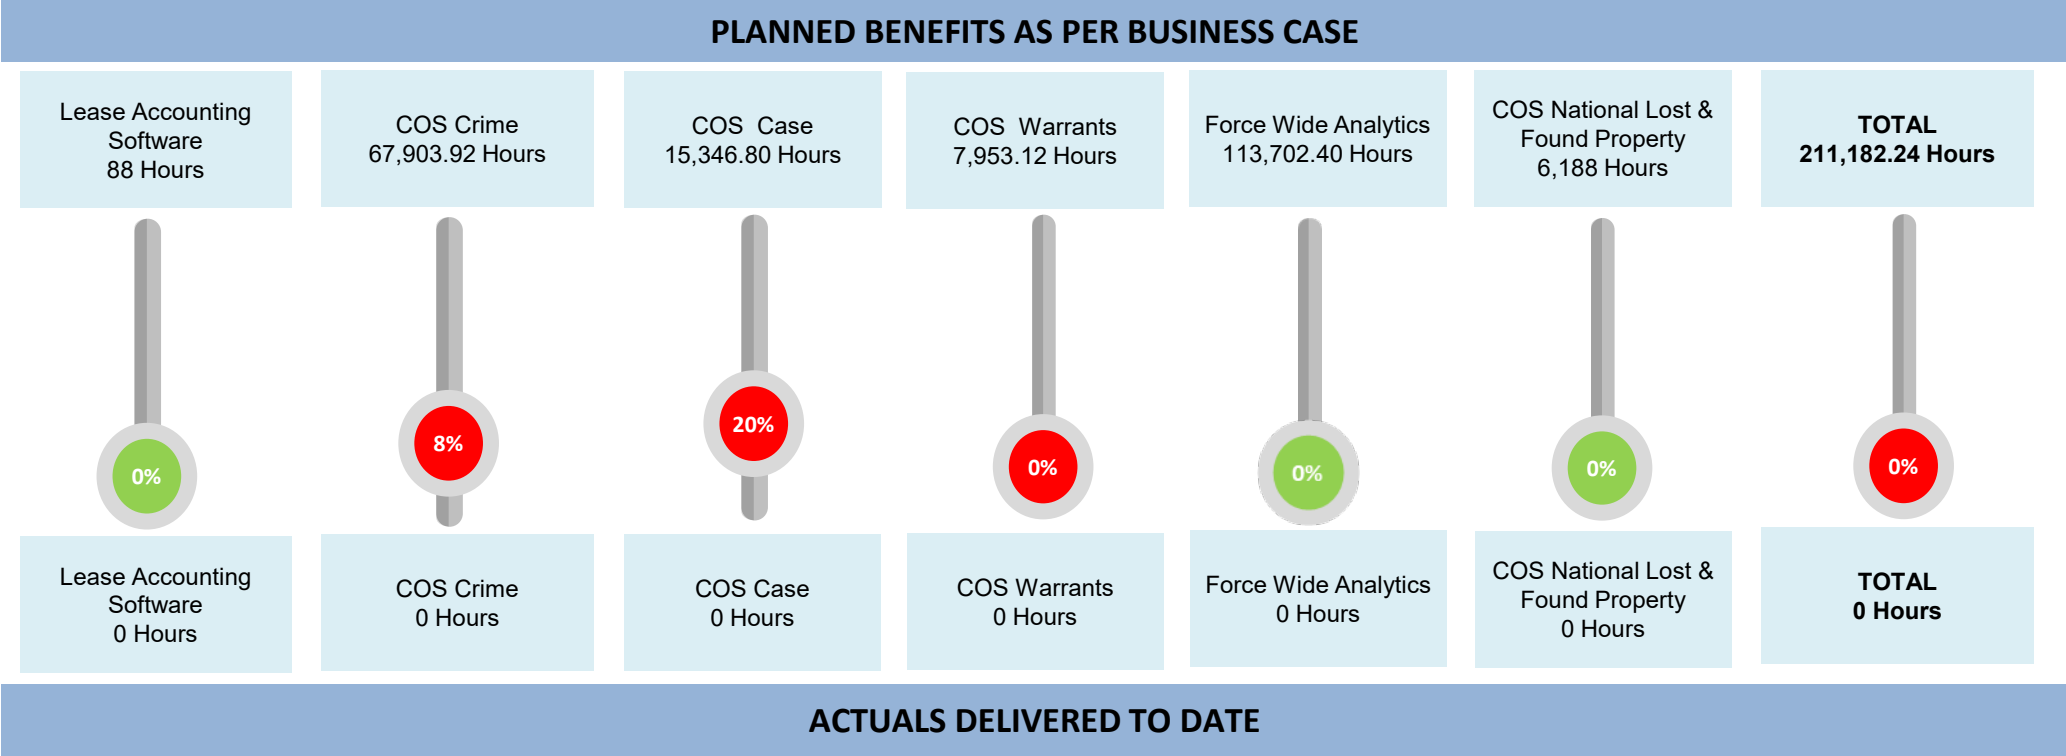 PLANNED BENEFITS AS PER BUSINESS CASE
Lease Accounting
Software
88 Hours
COS Crime
67,903.92 Hours
COS  Case
15,346.80 Hours
COS  Warrants
7,953.12 Hours
Force Wide Analytics
113,702.40 Hours
COS National Lost &
Found Property
6,188 Hours
TOTAL
211,182.24 Hours
0%
8%
20%
0%
0%
0%
0%
Lease Accounting
Software
0 Hours
COS Crime
0 Hours
COS Case
0 Hours
COS Warrants
0 Hours
Force Wide Analytics
0 Hours
COS National Lost &
Found Property
0 Hours
TOTAL
0 Hours
ACTUALS DELIVERED TO DATE